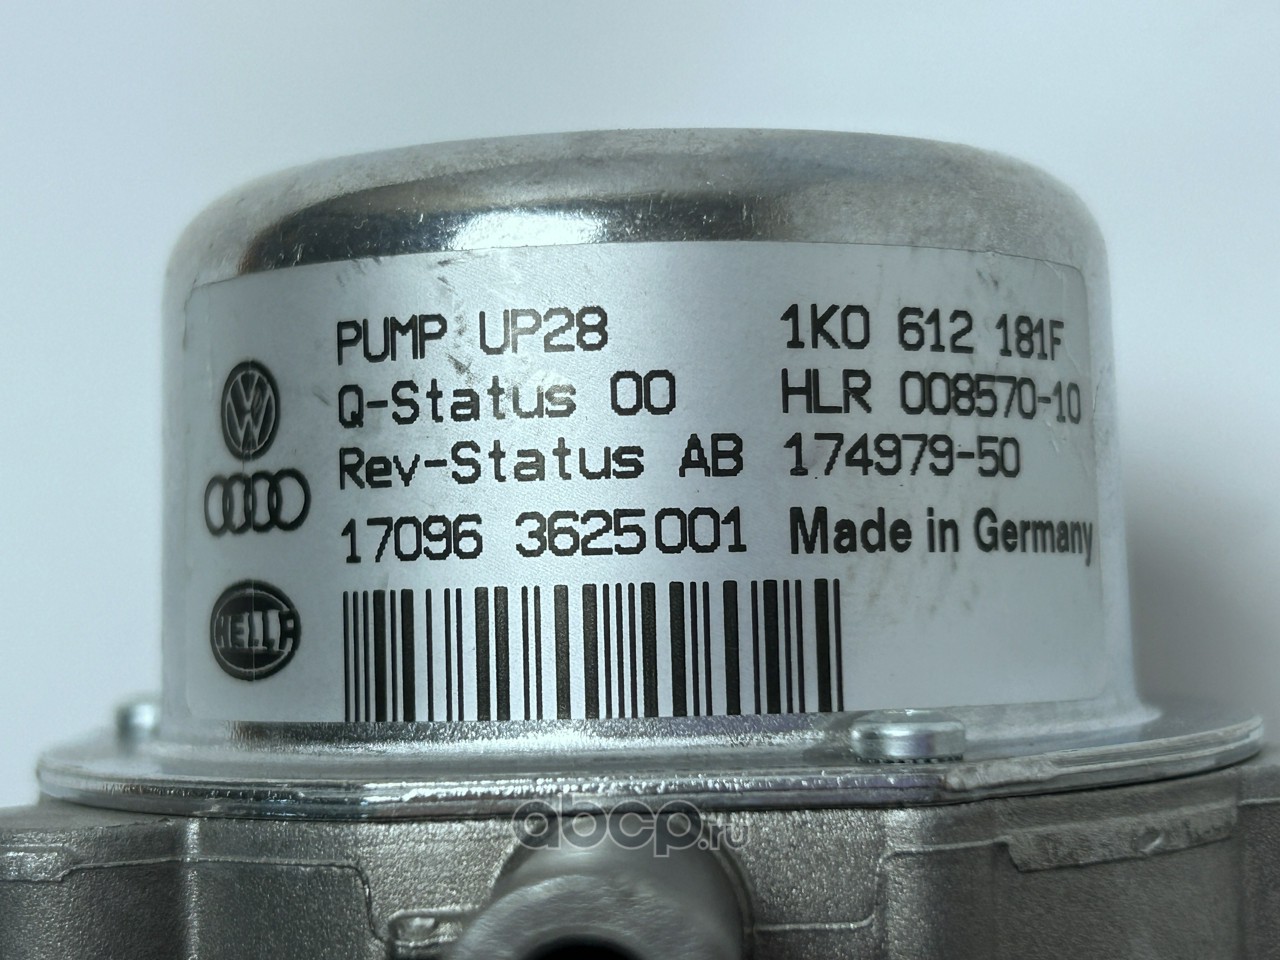 PUMP UP28 1K0 612 181F
Q-Status 00 HLR 008570-10
Rev-Status AB 174979-50
17096 3625001 Made in Germany
HELLA
abcp.ru